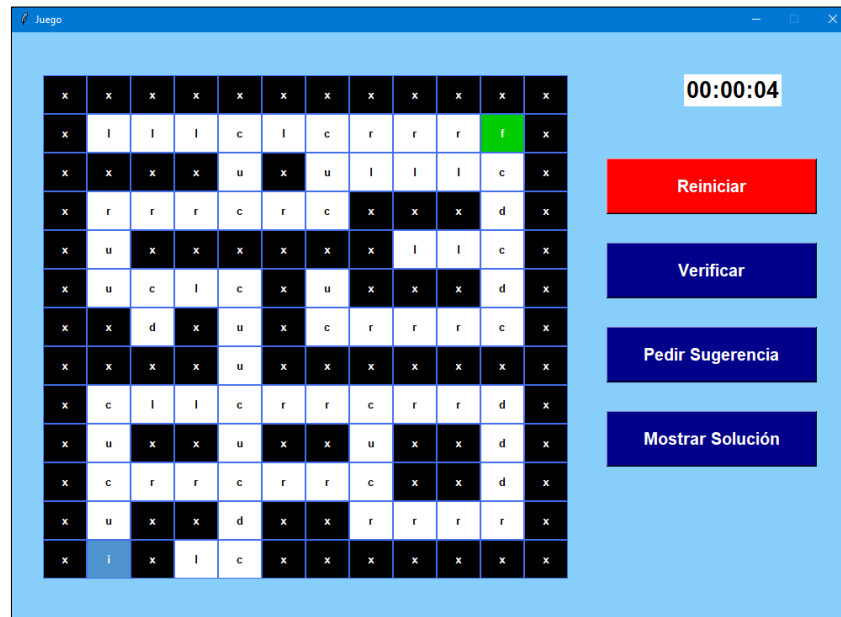 Juego
x x x x x x x x x x x x
00:00:04
x l l l c l c r r r f x
x x x x u x u l l l c x
Reiniciar
x r r r c r c x x x d x
x u x x x x x x l l c x
Verificar
x u c l c x u x x x d x
x x d x u x c r r r c x
Pedir Sugerencia
x x x x u x x x x x x x
x c l l c r r c r r d x
x u x x u x x u x x d x
Mostrar Solución
x c r r c r r c x x d x
x u x x d x x r r r r x
x i x l c x x x x x x x